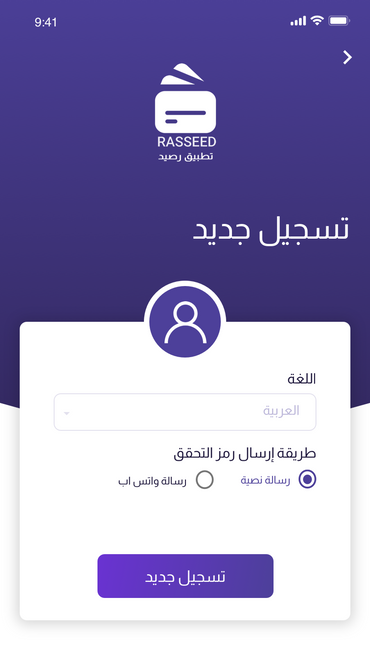 9:41
RASSEED
تطبيق رصيد
تسجيل جديد
اللغة
العربية
طريقة إرسال رمز التحقق
رسالة نصية رسالة واتس اب
تسجيل جديد